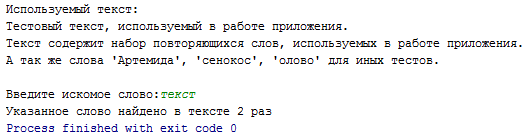 Используемый текст:
Тестовый текст, используемый в работе приложения.
Текст содержит набор повторяющихся слов, используемых в работе приложения.
А так же слова 'Артемида', 'сенокос', 'олово' для иных тестов.
Введите искомое слово:текст
Указанное слово найдено в тексте 2 раз
Process finished with exit code 0